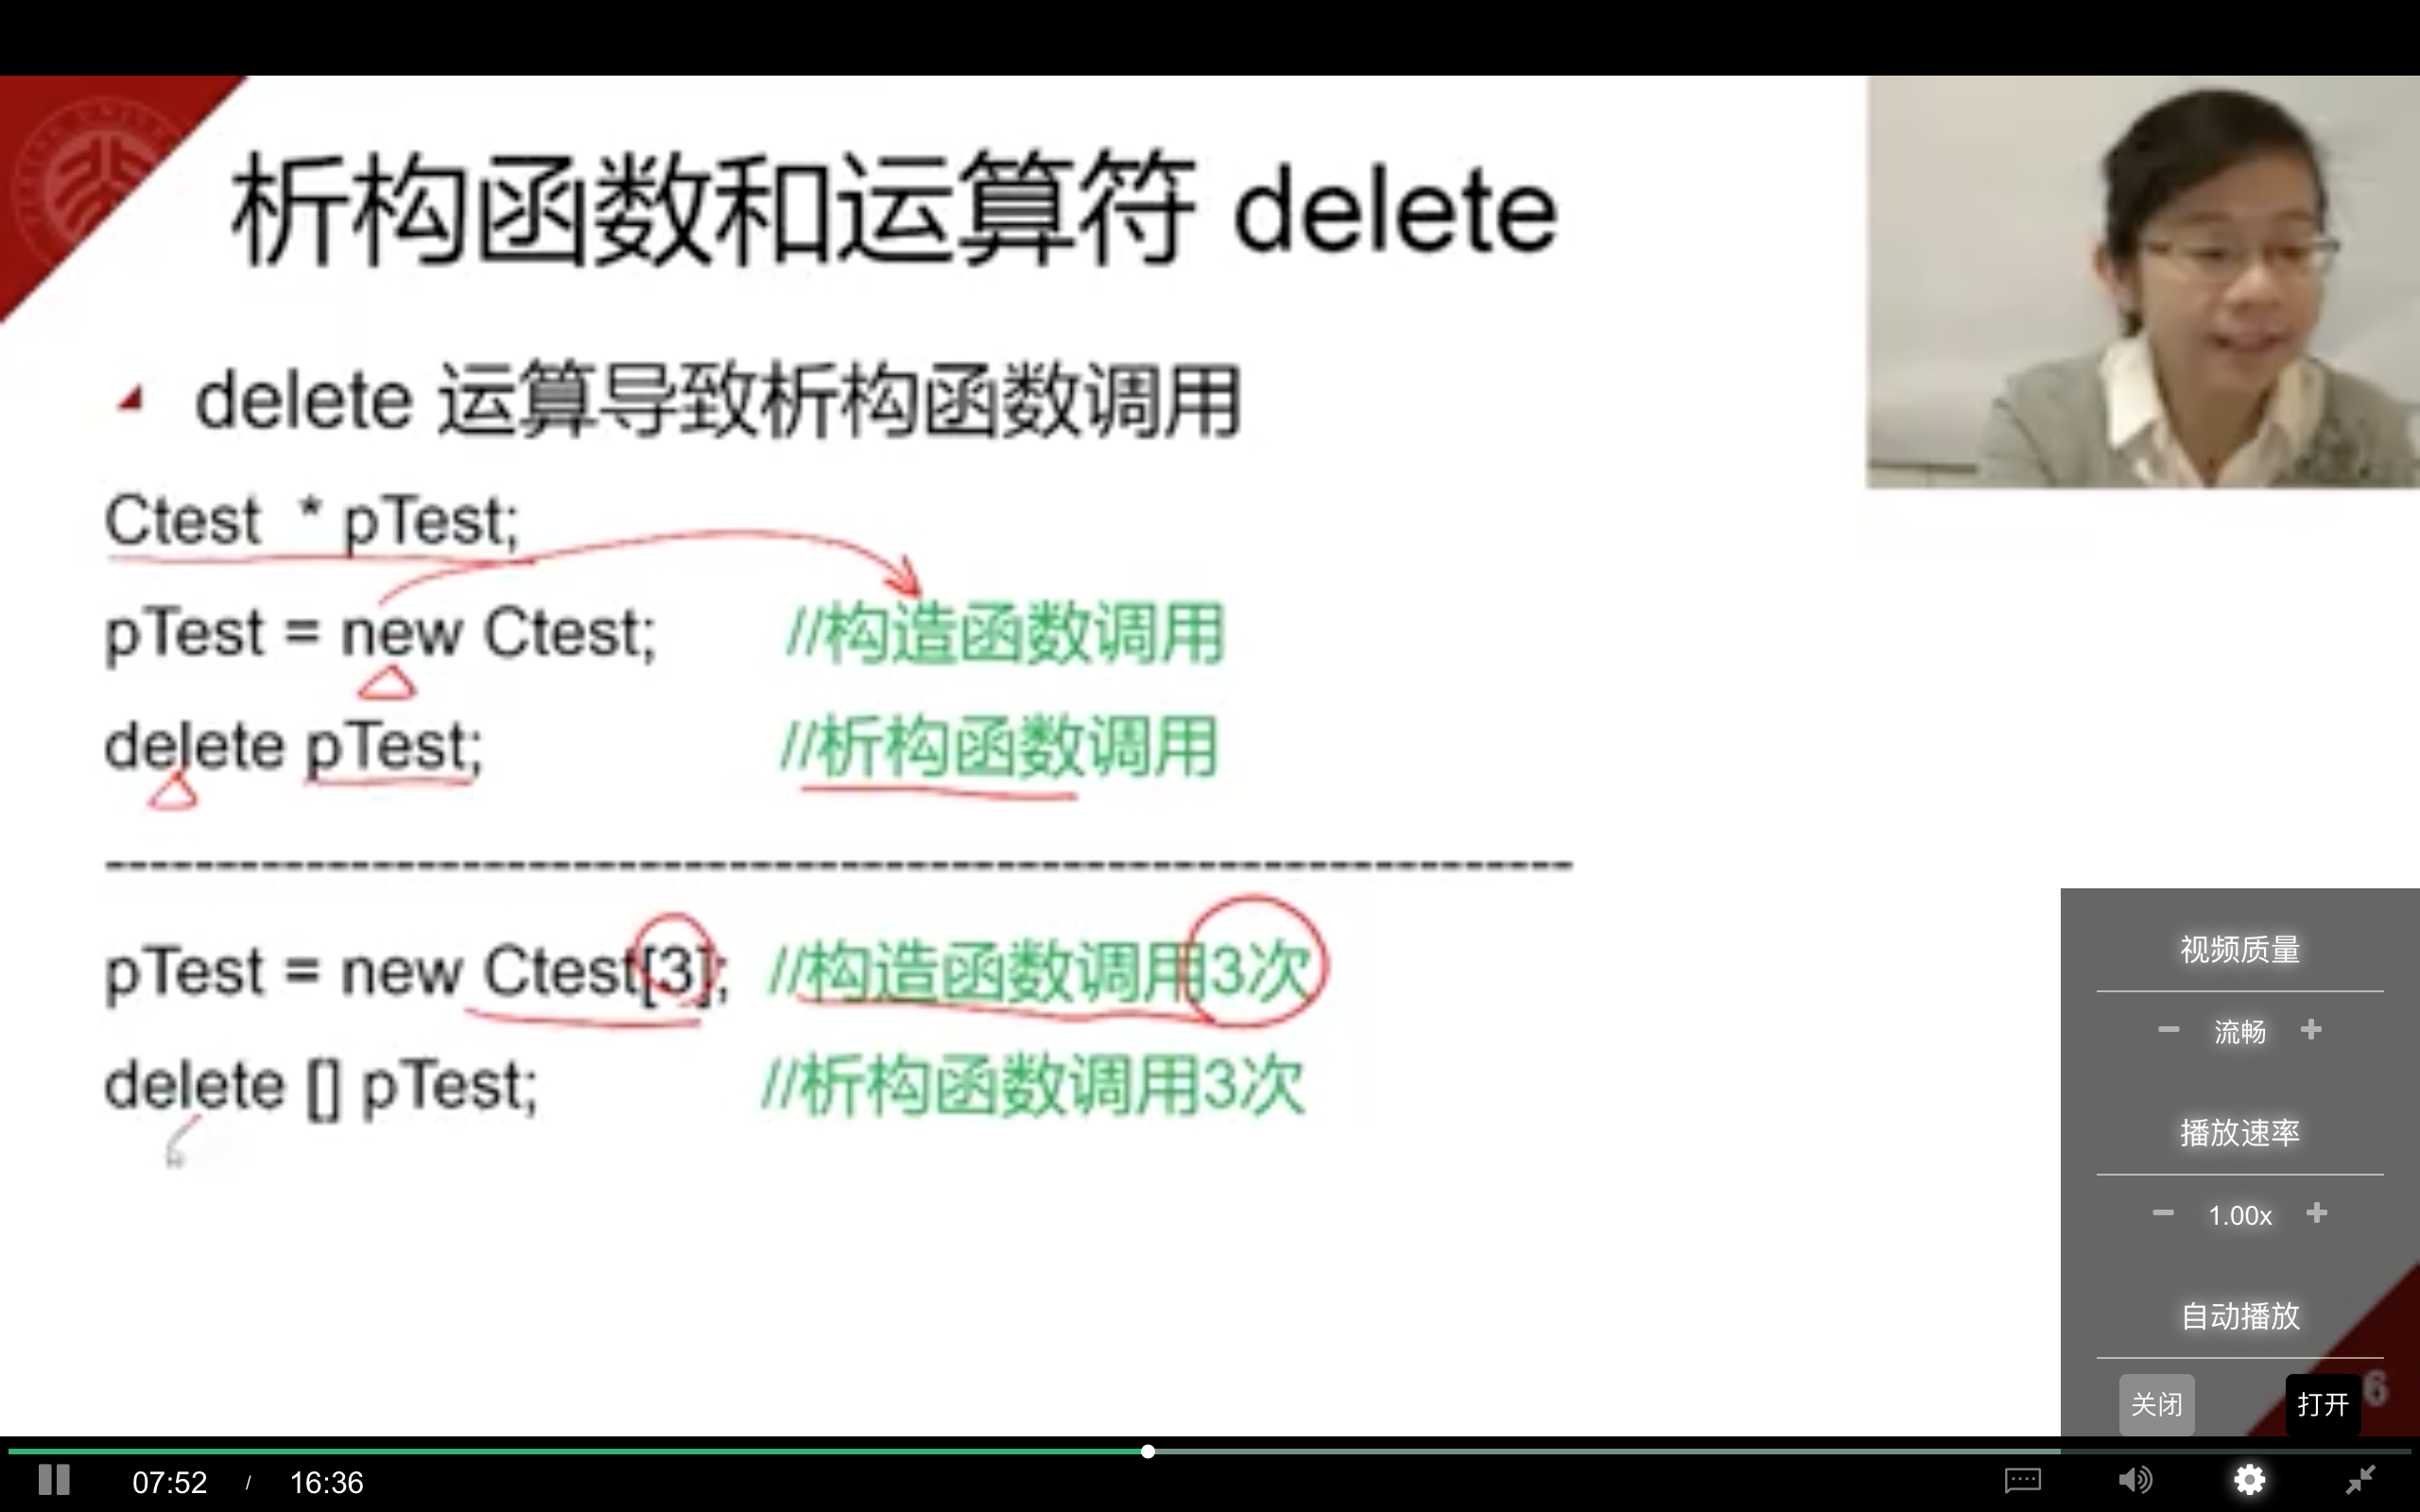 析构函数和运算符 delete
delete 运算导致析构函数调用
Ctest * pTest;
pTest = new Ctest; //构造函数调用
delete pTest; //析构函数调用
--------------------------------------------------------------------
pTest = new Ctest[3]; //构造函数调用3次
delete [] pTest; //析构函数调用3次
视频质量
− 流畅 +
播放速率
− 1.00x +
自动播放
关闭 打开
6
07:52 / 16:36